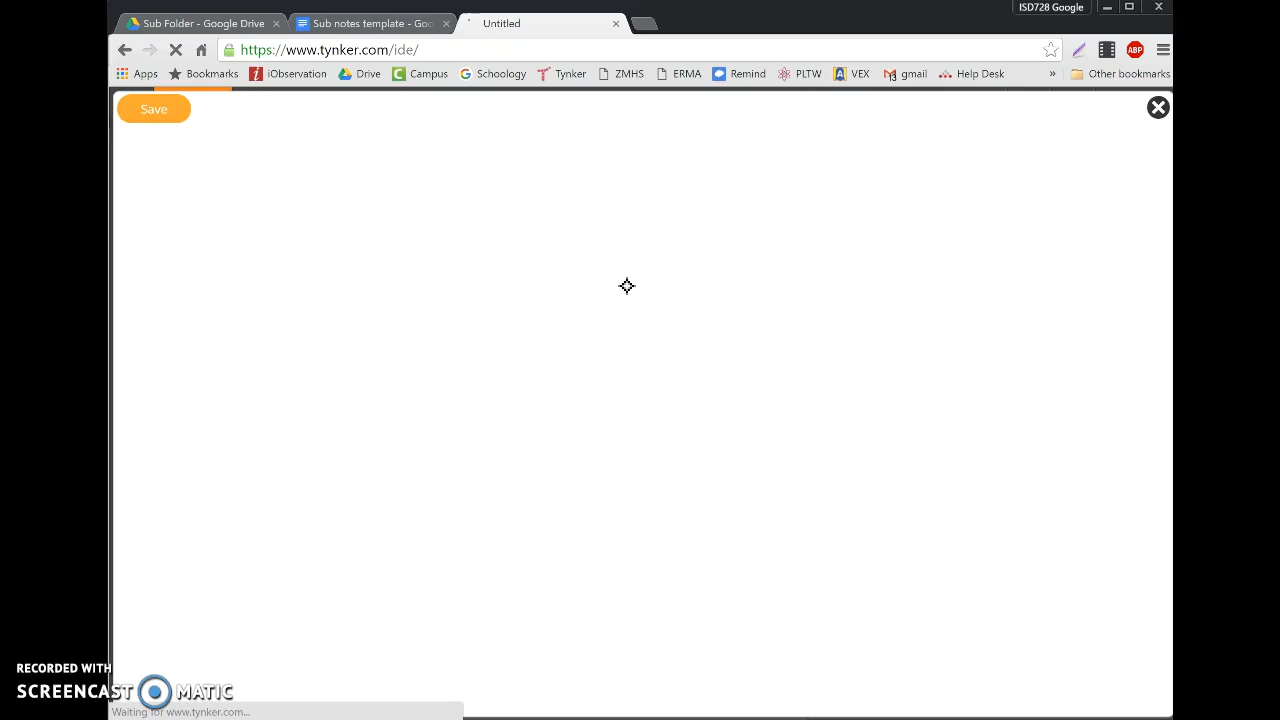 ISD728 Google
Sub Folder - Google Drive
Sub notes template - Goo
Untitled
https://www.tynker.com/ide/
ABP
Apps
Bookmarks
iObservation
Drive
Campus
Schoology
Tynker
ZMHS
ERMA
Remind
PLTW
VEX
gmail
Help Desk
»
Other bookmarks
Save
RECORDED WITH
SCREENCAST MATIC
Waiting for www.tynker.com...